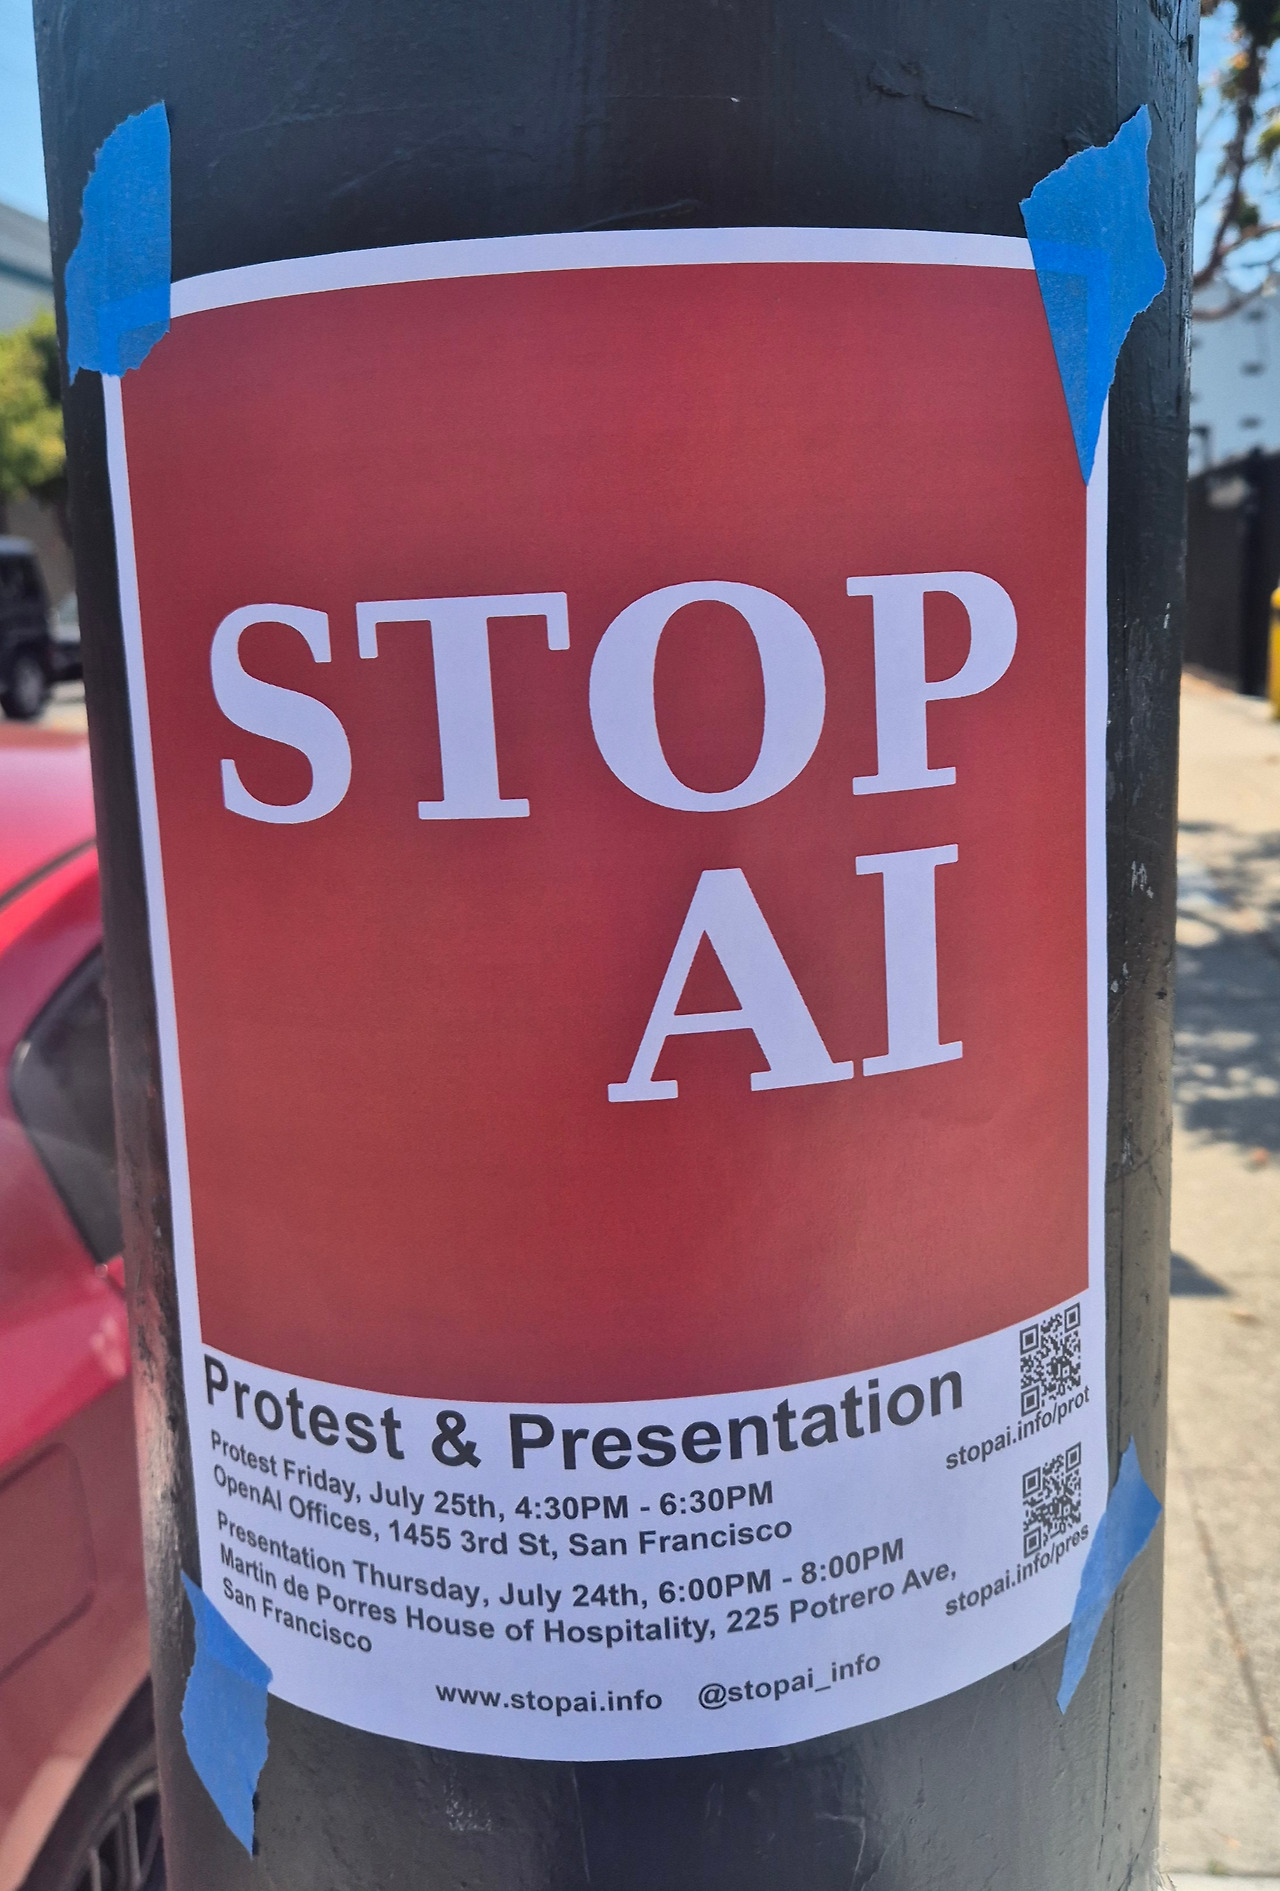 STOP
AI
Protest & Presentation
Protest Friday, July 25th, 4:30PM - 6:30PM
OpenAI Offices, 1455 3rd St, San Francisco
Presentation Thursday, July 24th, 6:00PM - 8:00PM
Martin de Porres House of Hospitality, 225 Potrero Ave,
San Francisco
stopai.info/prot
stopai.info/pres
www.stopai.info @stopai_info